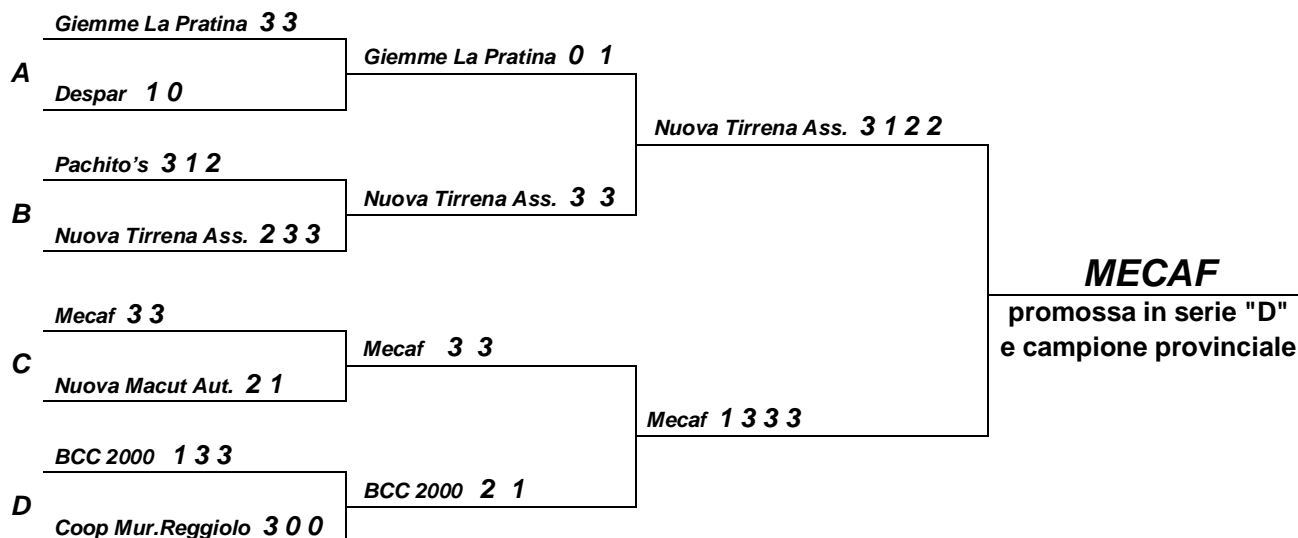 Giemme La Pratina 3 3
A
Despar 1 0
Giemme La Pratina 0 1
Pachito's 3 1 2
B
Nuova Tirrena Ass. 2 3 3
Nuova Tirrena Ass. 3 3
Nuova Tirrena Ass. 3 1 2 2
Mecaf 3 3
C
Nuova Macut Aut. 2 1
Mecaf 3 3
BCC 2000 1 3 3
D
Coop Mur.Reggiolo 3 0 0
BCC 2000 2 1
Mecaf 1 3 3 3
MECAF
promossa in serie "D"
e campione provinciale